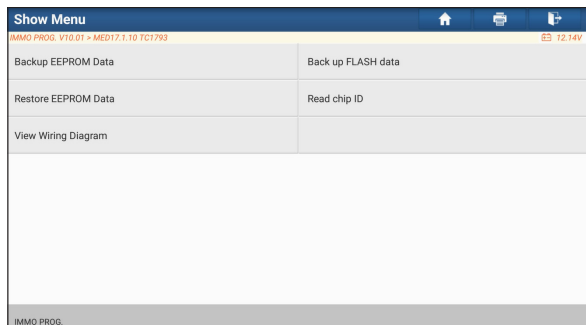 Show Menu
IMMO PROG. V10.01 > MED17.1.10 TC1793
12.14V
Backup EEPROM Data
Back up FLASH data
Restore EEPROM Data
Read chip ID
View Wiring Diagram
IMMO PROG.